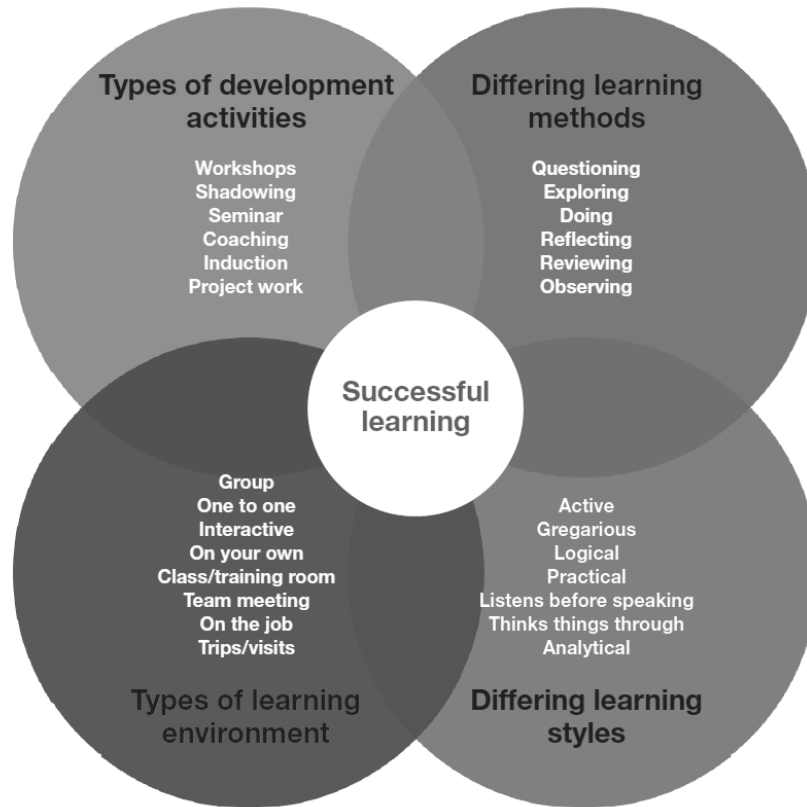 Types of development
activities
Workshops
Shadowing
Seminar
Coaching
Induction
Project work
Differing learning
methods
Questioning
Exploring
Doing
Reflecting
Reviewing
Observing
Successful
learning
Group
One to one
Interactive
On your own
Class/training room
Team meeting
On the job
Trips/visits
Types of learning
environment
Active
Gregarious
Logical
Practical
Listens before speaking
Thinks things through
Analytical
Differing learning
styles